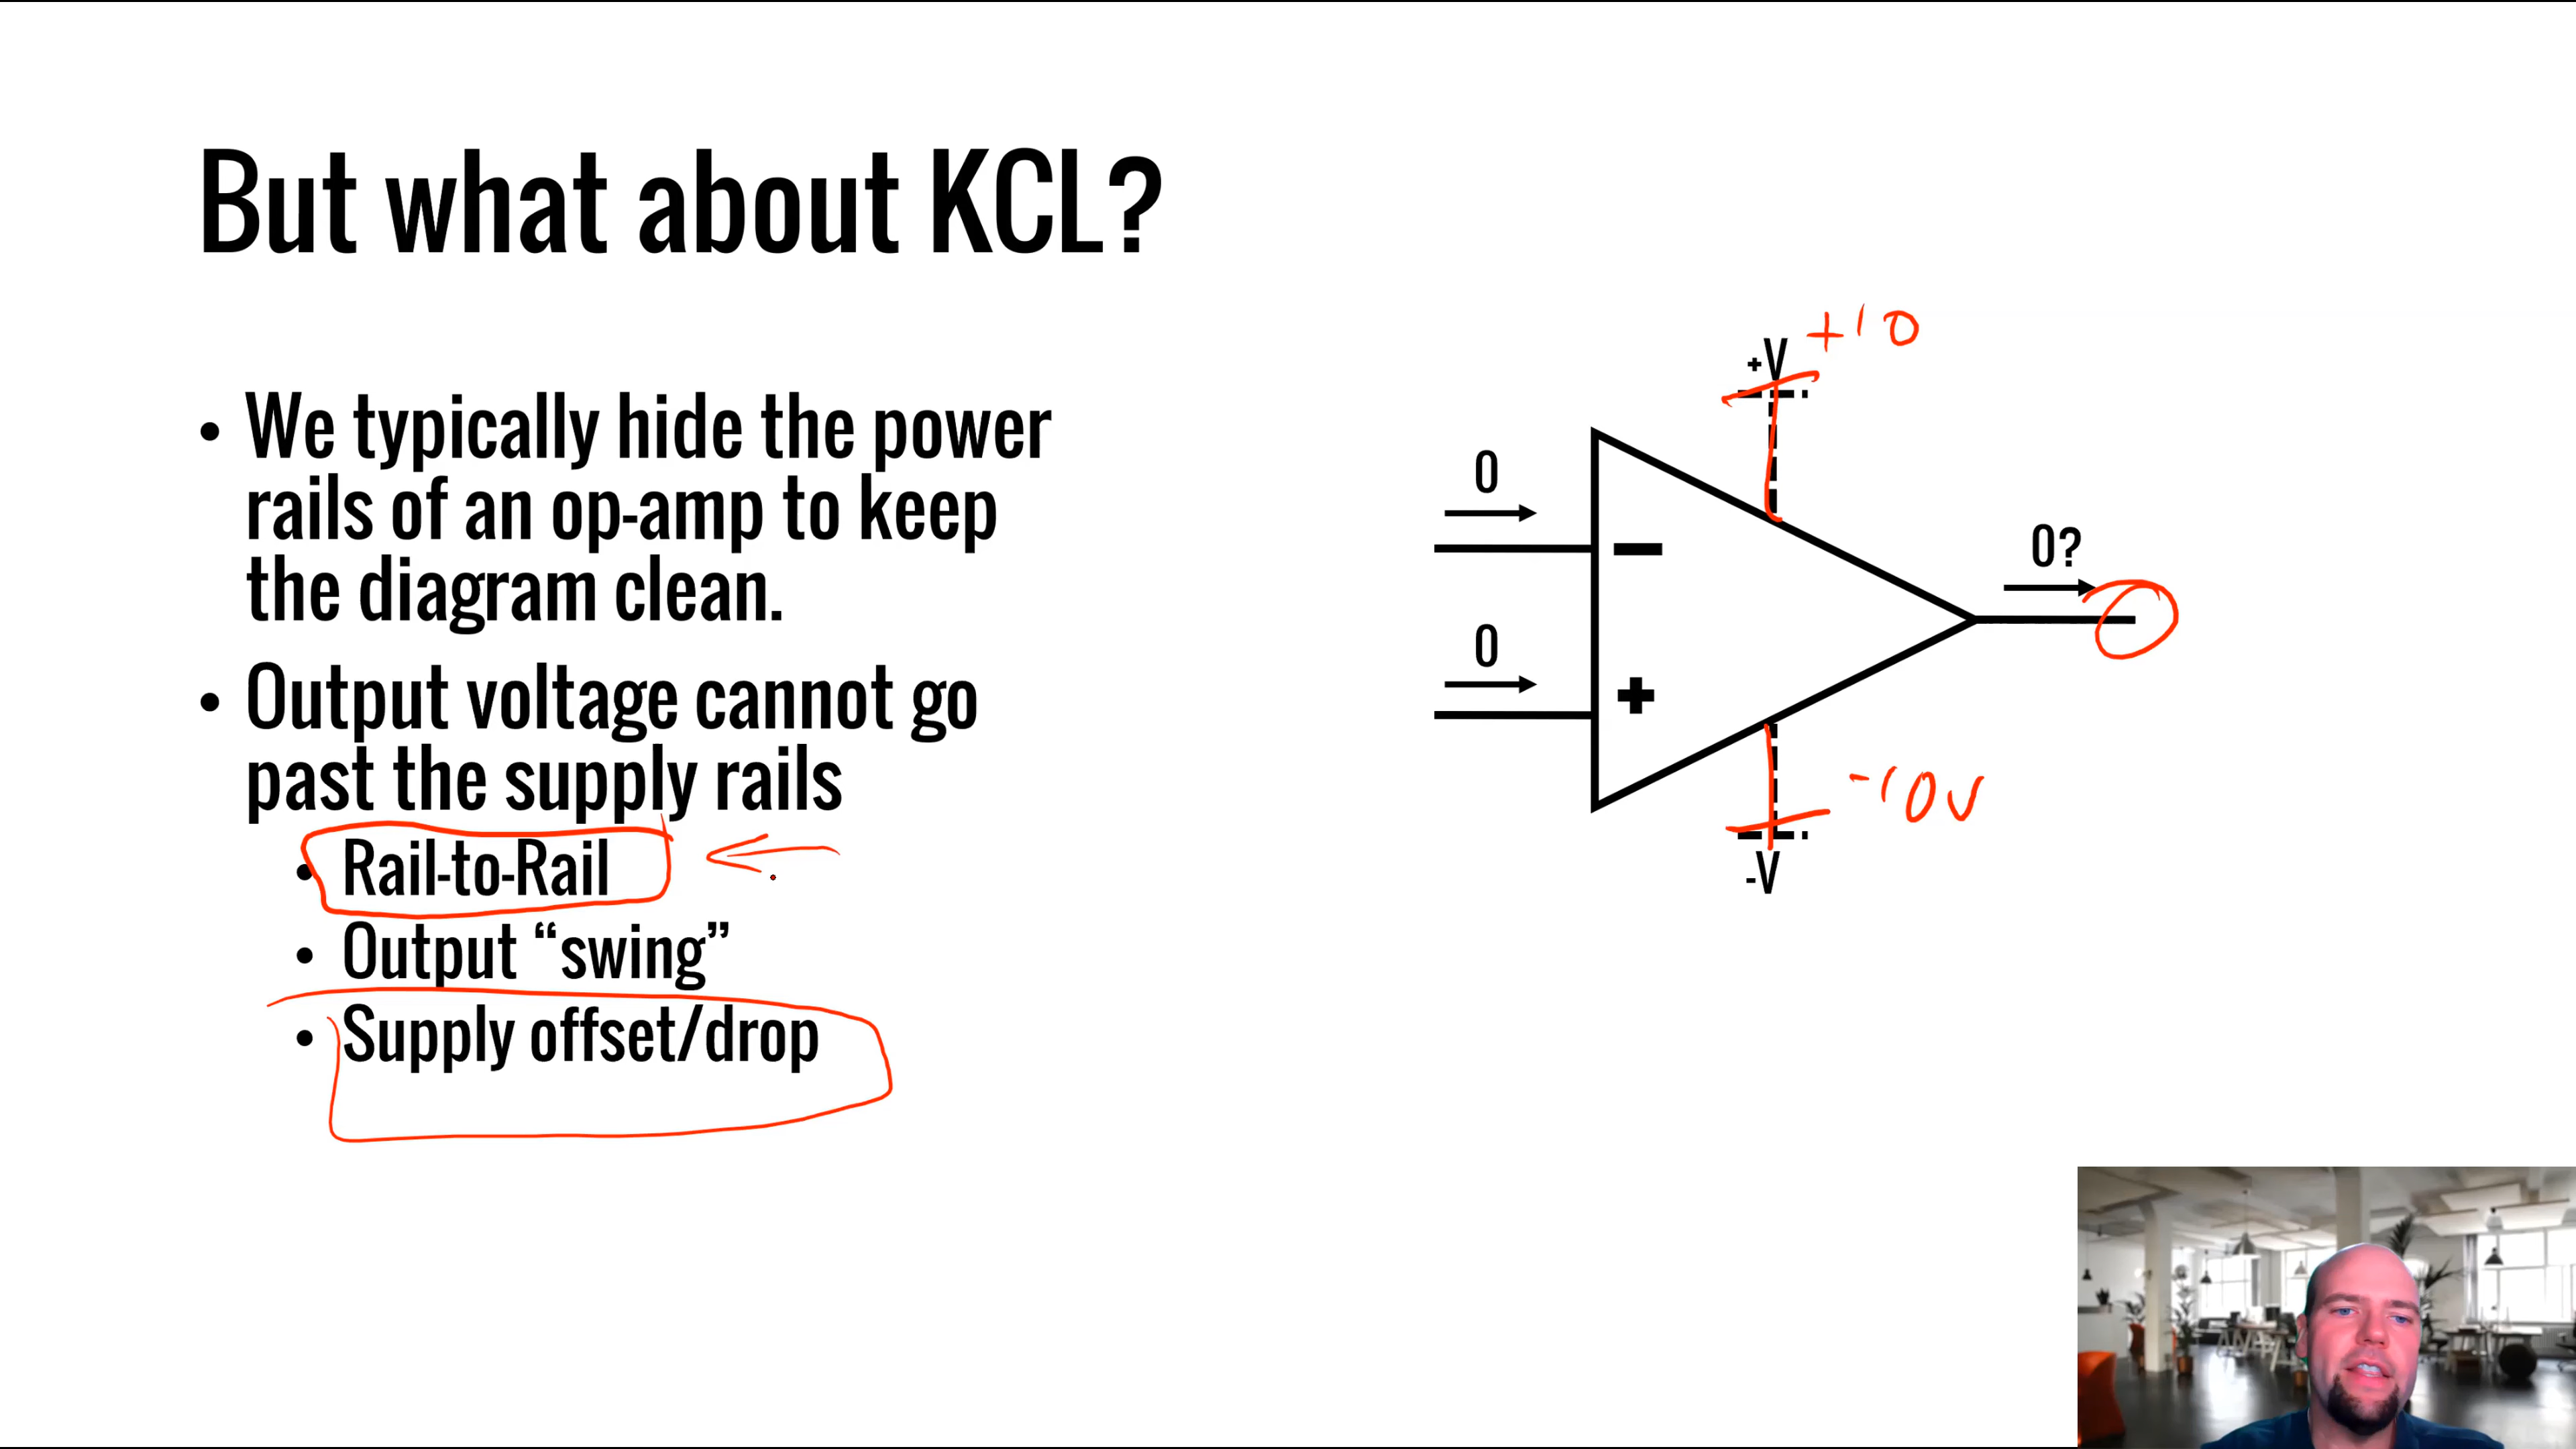 But what about KCL?
• We typically hide the power
rails of an op-amp to keep
the diagram clean.
• Output voltage cannot go
past the supply rails
• Rail-to-Rail
• Output “swing”
• Supply offset/drop
+10
+V
0
−
0?
0
+
-10V
-V